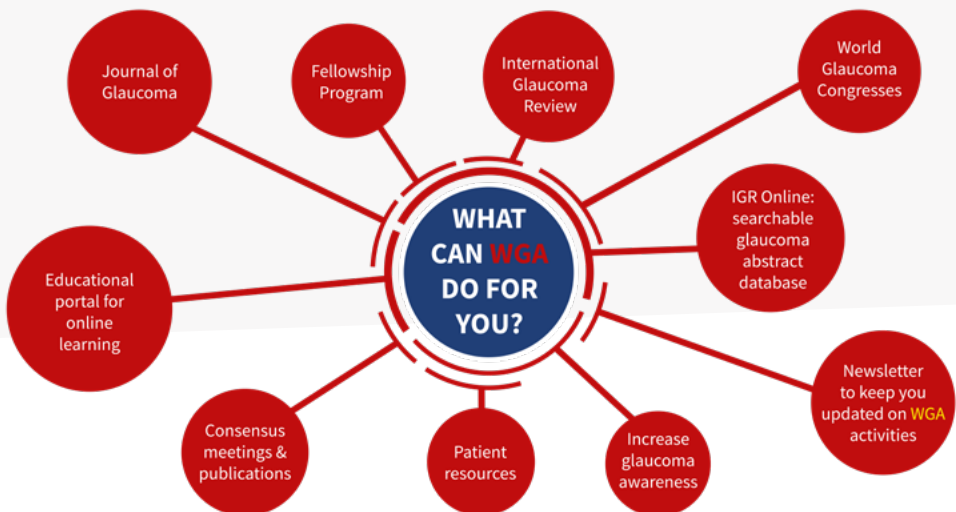 Journal of
Glaucoma
Fellowship
Program
International
Glaucoma
Review
World
Glaucoma
Congresses
WHAT
CAN WGA
DO FOR
YOU?
IGR Online:
searchable
glaucoma
abstract
database
Educational
portal for
online
learning
Newsletter
to keep you
updated on WGA
activities
Consensus
meetings &
publications
Patient
resources
Increase
glaucoma
awareness